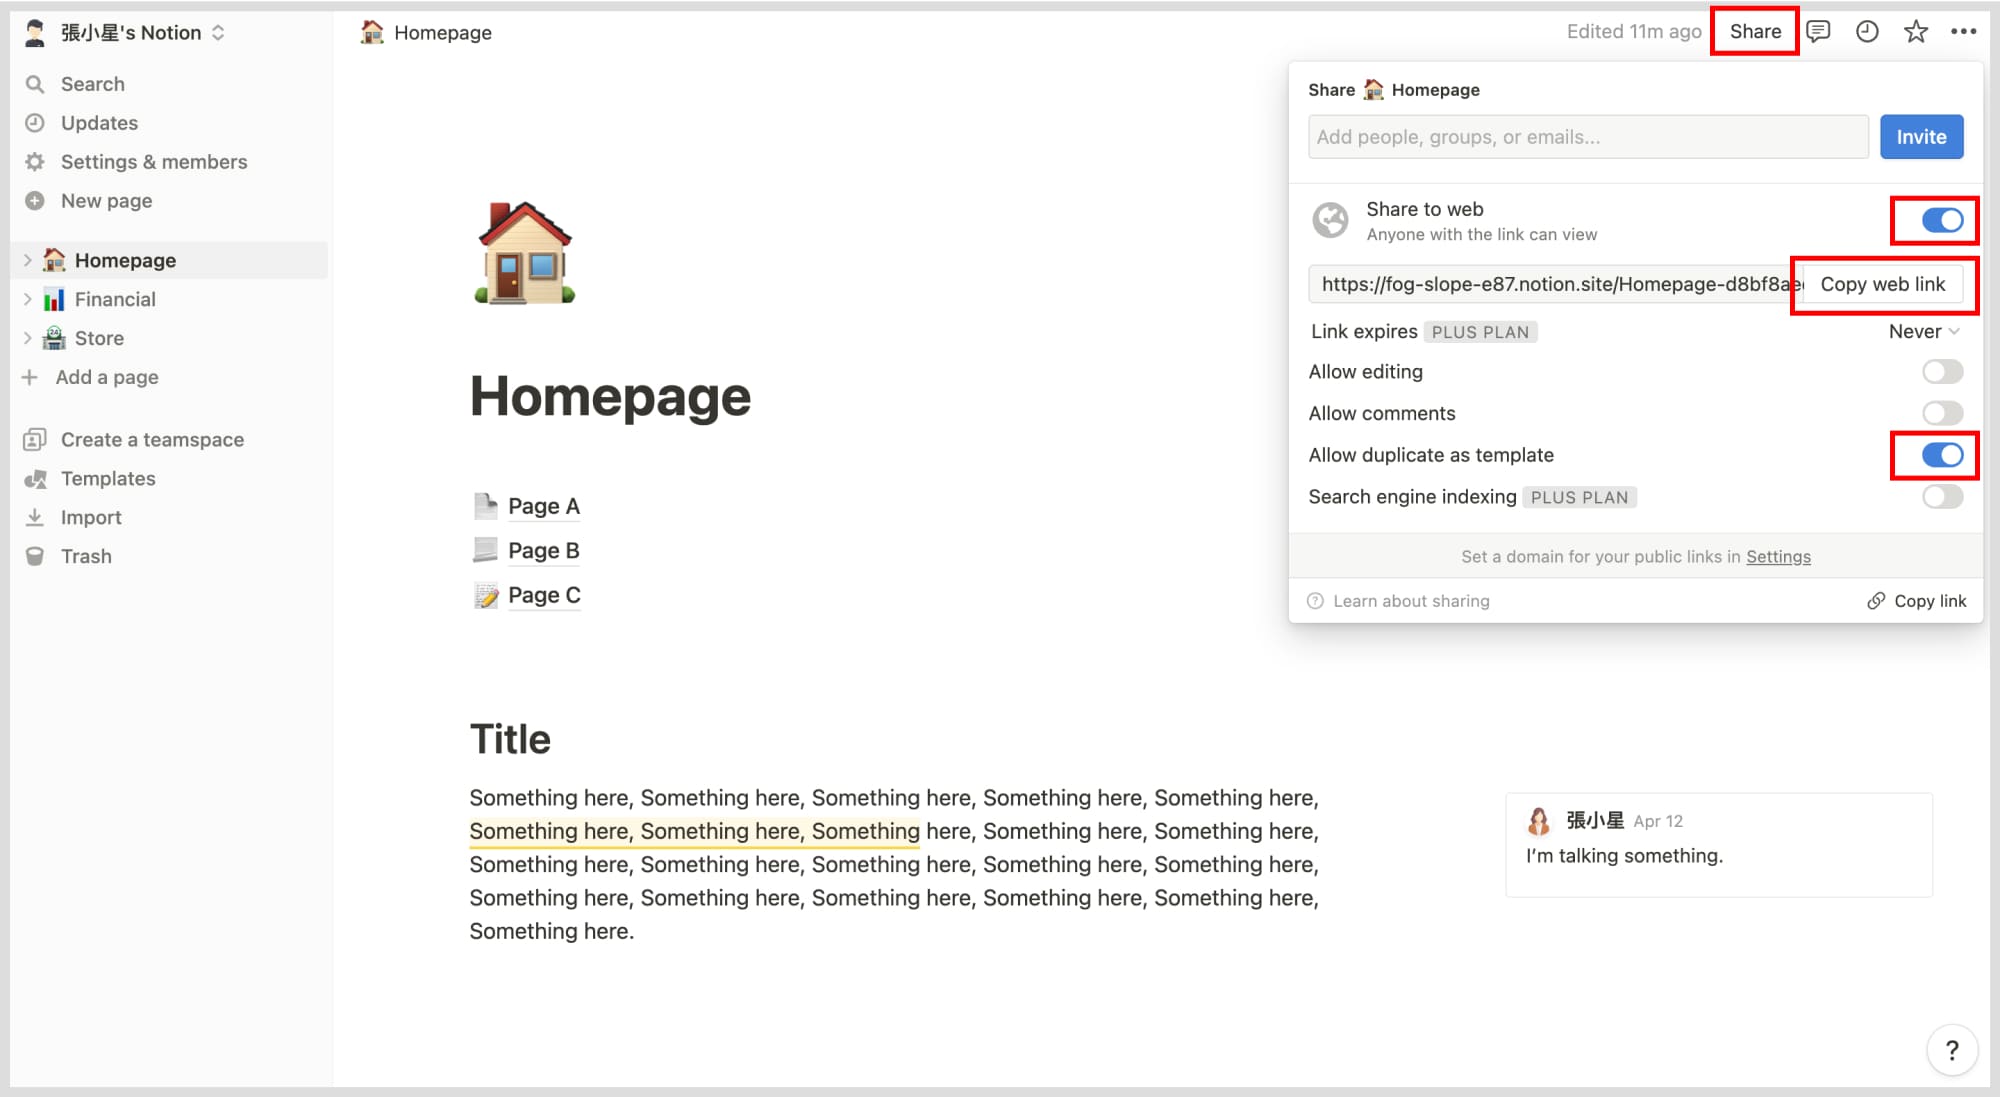 張小星's Notion
Search
Updates
Settings & members
New page
Homepage
Financial
Store
Add a page
Create a teamspace
Templates
Import
Trash
Homepage
Edited 11m ago
Share
Share Homepage
Add people, groups, or emails...
Invite
Share to web
Anyone with the link can view
https://fog-slope-e87.notion.site/Homepage-d8bf8ae
Copy web link
Link expires PLUS PLAN
Never
Allow editing
Allow comments
Allow duplicate as template
Search engine indexing PLUS PLAN
Set a domain for your public links in Settings
Learn about sharing
Copy link
Homepage
Page A
Page B
Page C
Title
Something here, Something here, Something here, Something here, Something here,
Something here, Something here, Something here, Something here, Something here,
Something here, Something here, Something here, Something here, Something here,
Something here, Something here, Something here, Something here, Something here,
Something here.
張小星 Apr 12
I’m talking something.
?